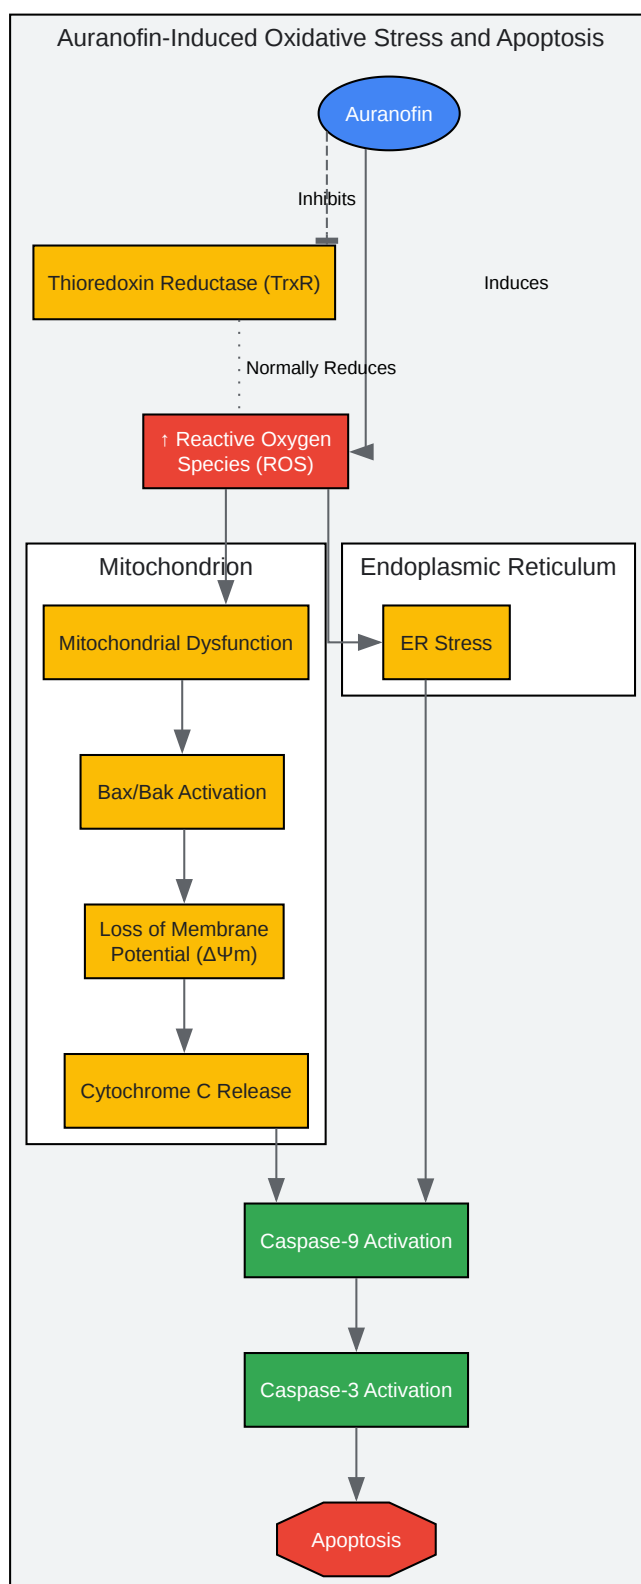 Auranofin-Induced Oxidative Stress and Apoptosis
Auranofin
Inhibits
Thioredoxin Reductase (TrxR)
Induces
Normally Reduces
↑ Reactive Oxygen
Species (ROS)
Mitochondrion
Endoplasmic Reticulum
Mitochondrial Dysfunction
ER Stress
Bax/Bak Activation
Loss of Membrane
Potential (ΔΨm)
Cytochrome C Release
Caspase-9 Activation
Caspase-3 Activation
Apoptosis